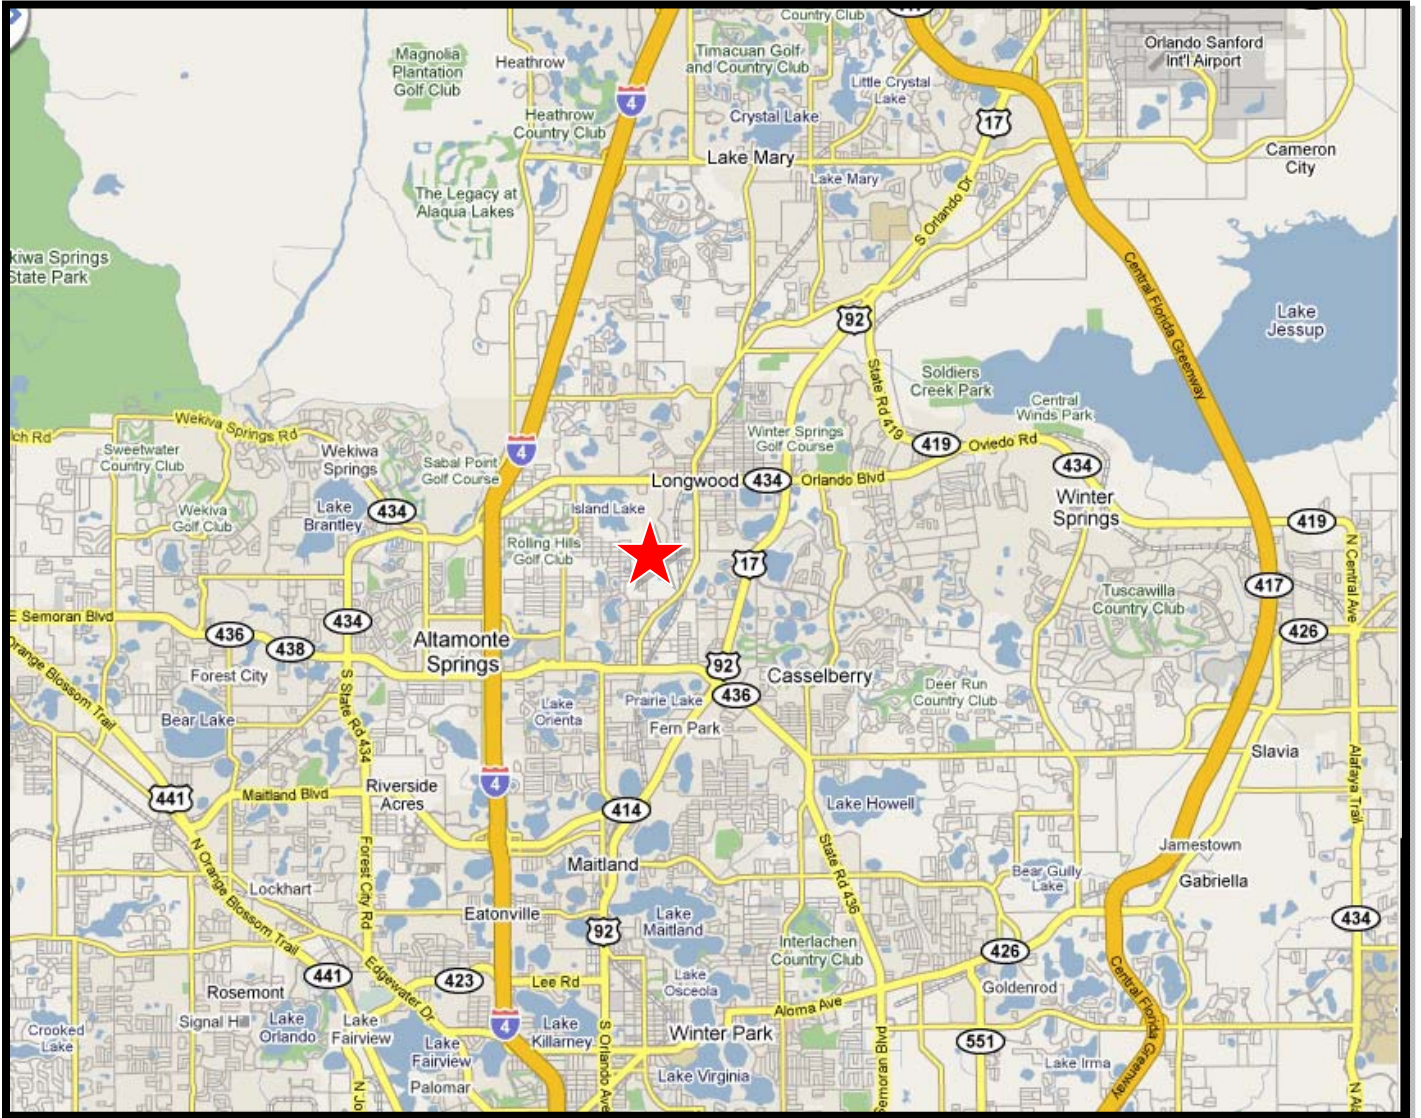 Country Club
Magnolia
Plantation
Golf Club
Heathrow
Timacuan Golf
and Country Club
Orlando Sanford
Int'l Airport
Little Crystal
Lake
4
Heathrow
Country Club
Crystal Lake
17
Lake Mary
Cameron
City
Lake Mary
The Legacy at
Alaqua Lakes
S Orlando Dr
kiwa Springs
State Park
Central Florida Greenway
92
Lake
Jessup
State Rd 419
Soldiers
Creek Park
Central
Winds Park
Wekiva Springs Rd
lch Rd
Sweetwater
Country Club
Wekiwa
Springs
Sabal Point
Golf Course
4
Winter Springs
Golf Course
419
Oviedo Rd
434
Longwood
434
Orlando Blvd
Winter
Springs
Wekiva
Golf Club
Lake
Brantley
434
Island Lake
419
N Central Ave
Rolling Hills
Golf Club
17
417
Tuscawilla
Country Club
E Semoran Blvd
436
438
434
426
Altamonte
Springs
Orange Blossom Trail
Forest City
92
Casselberry
436
S State Rd 434
Bear Lake
Lake
Orienta
Prairie Lake
Fern Park
Deer Run
Country Club
Slavia
Alafaya Trail
441
Maitland Blvd
Riverside
Acres
4
414
Lake Howell
N Orange Blossom Trail
Forest City Rd
State Rd 436
Jamestown
Maitland
Bear Gully
Lake
Gabriella
Lockhart
Eatonville
92
Lake
Maitland
434
Interlachen
Country Club
426
441
Edgewater Dr
423
Lee Rd
Lake
Osceola
Goldenrod
Central Florida Greenway
Rosemont
Aloma Ave
Signal Hill
Lake
Orlando
Lake
Fairview
4
Lake
Killarney
Winter Park
Crooked
Lake
Lake
Fairview
S Orlando Ave
Semoran Blvd
551
Lake Irma
Palomar
Lake Virginia
N Jo
N Al